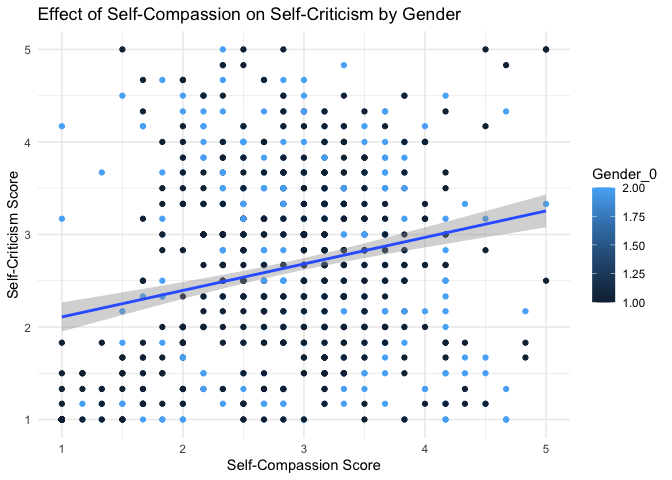 Effect of Self-Compassion on Self-Criticism by Gender
5
4
3
2
1
Self-Criticism Score
1 2 3 4 5
Self-Compassion Score
Gender_0
2.00
1.75
1.50
1.25
1.00